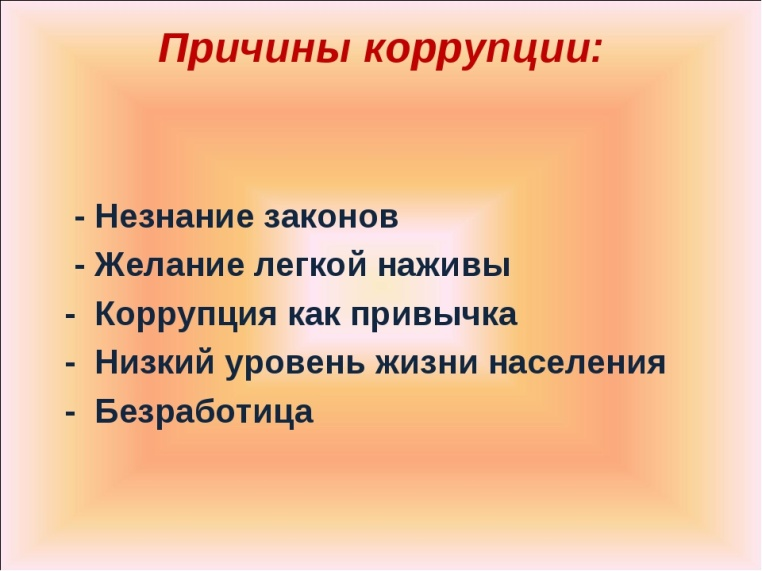 Причины коррупции:
- Незнание законов
- Желание легкой наживы
- Коррупция как привычка
- Низкий уровень жизни населения
- Безработица